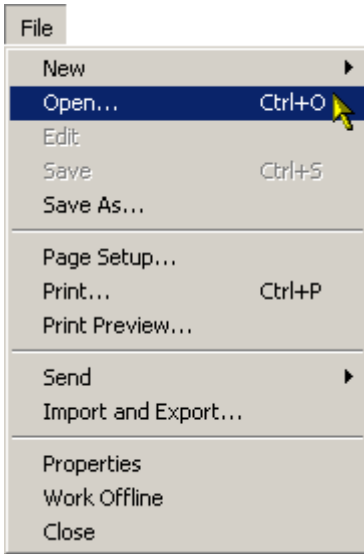 File
New
Open... Ctrl+O
Edit
Save Ctrl+S
Save As...
Page Setup...
Print... Ctrl+P
Print Preview...
Send
Import and Export...
Properties
Work Offline
Close